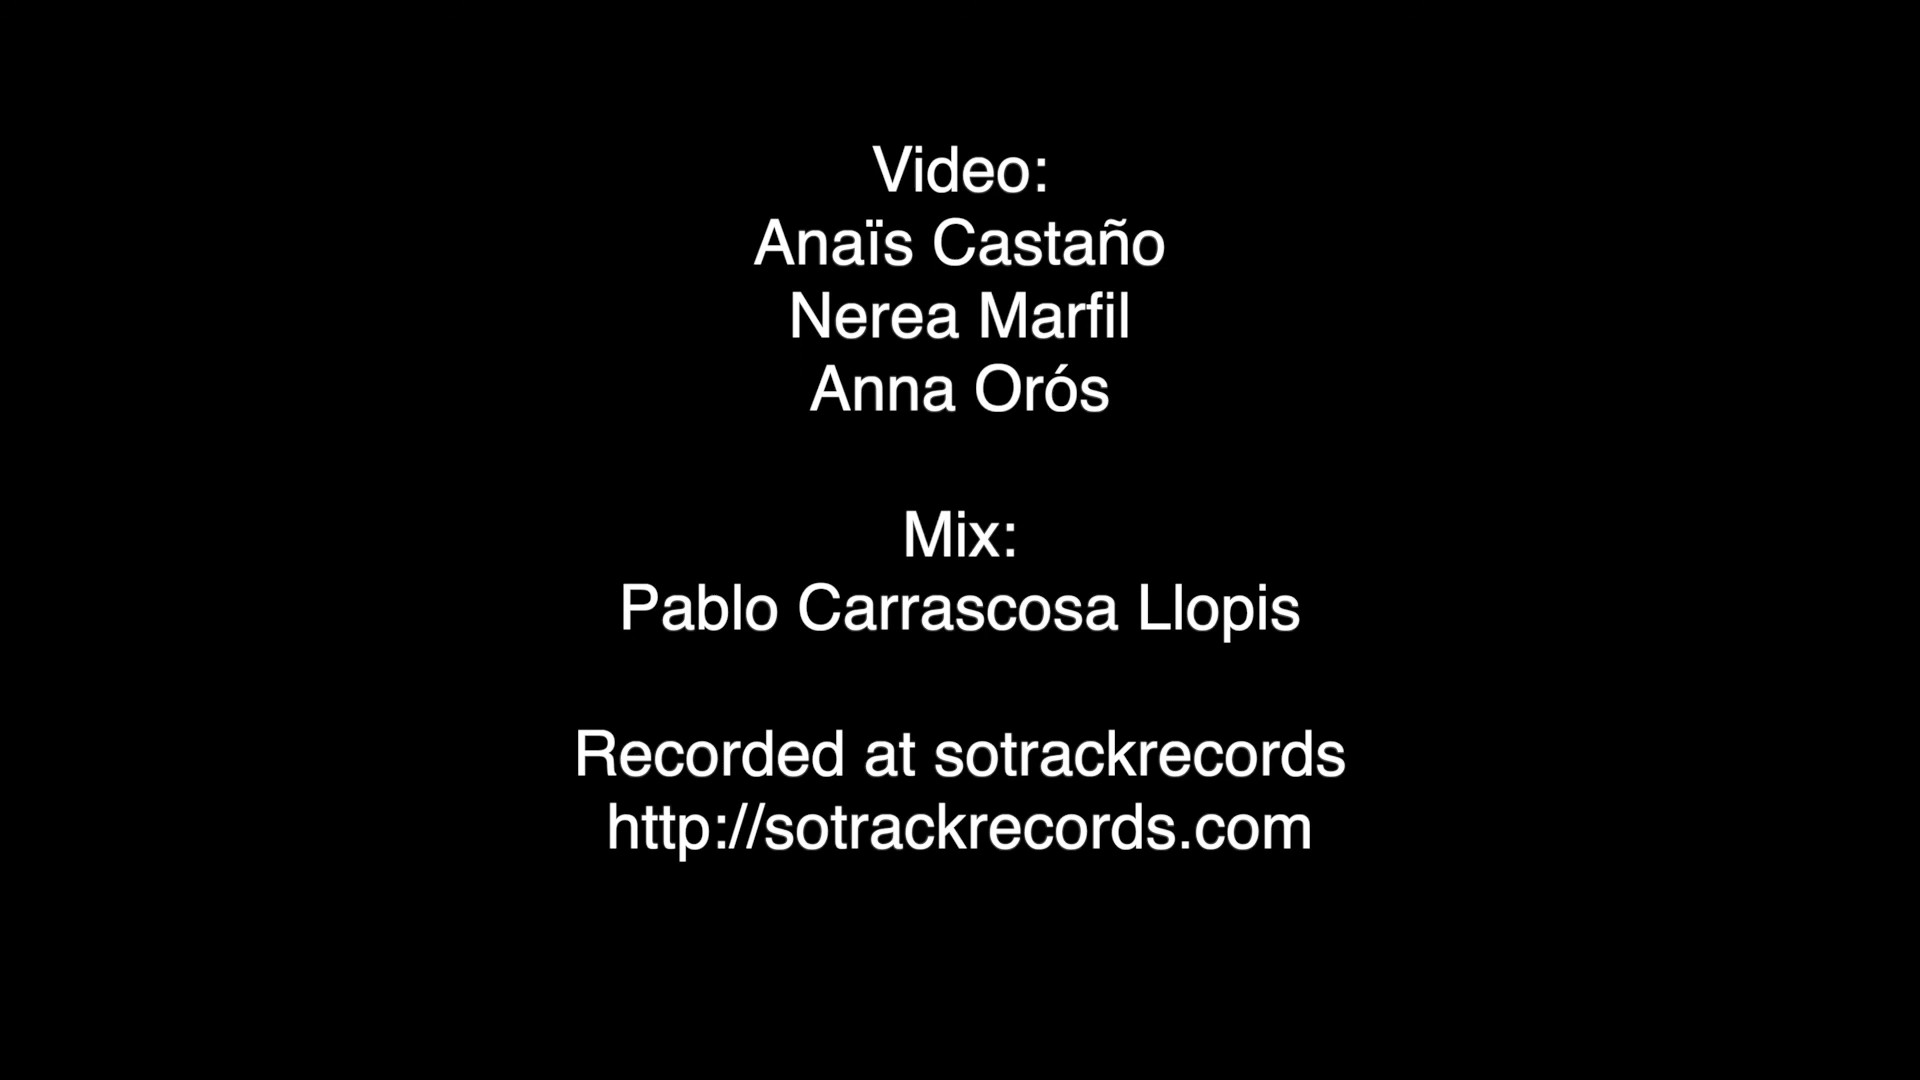 Video:
Anaïs Castaño
Nerea Marfil
Anna Orós
Mix:
Pablo Carrascosa Llopis
Recorded at sotrackrecords
http://sotrackrecords.com